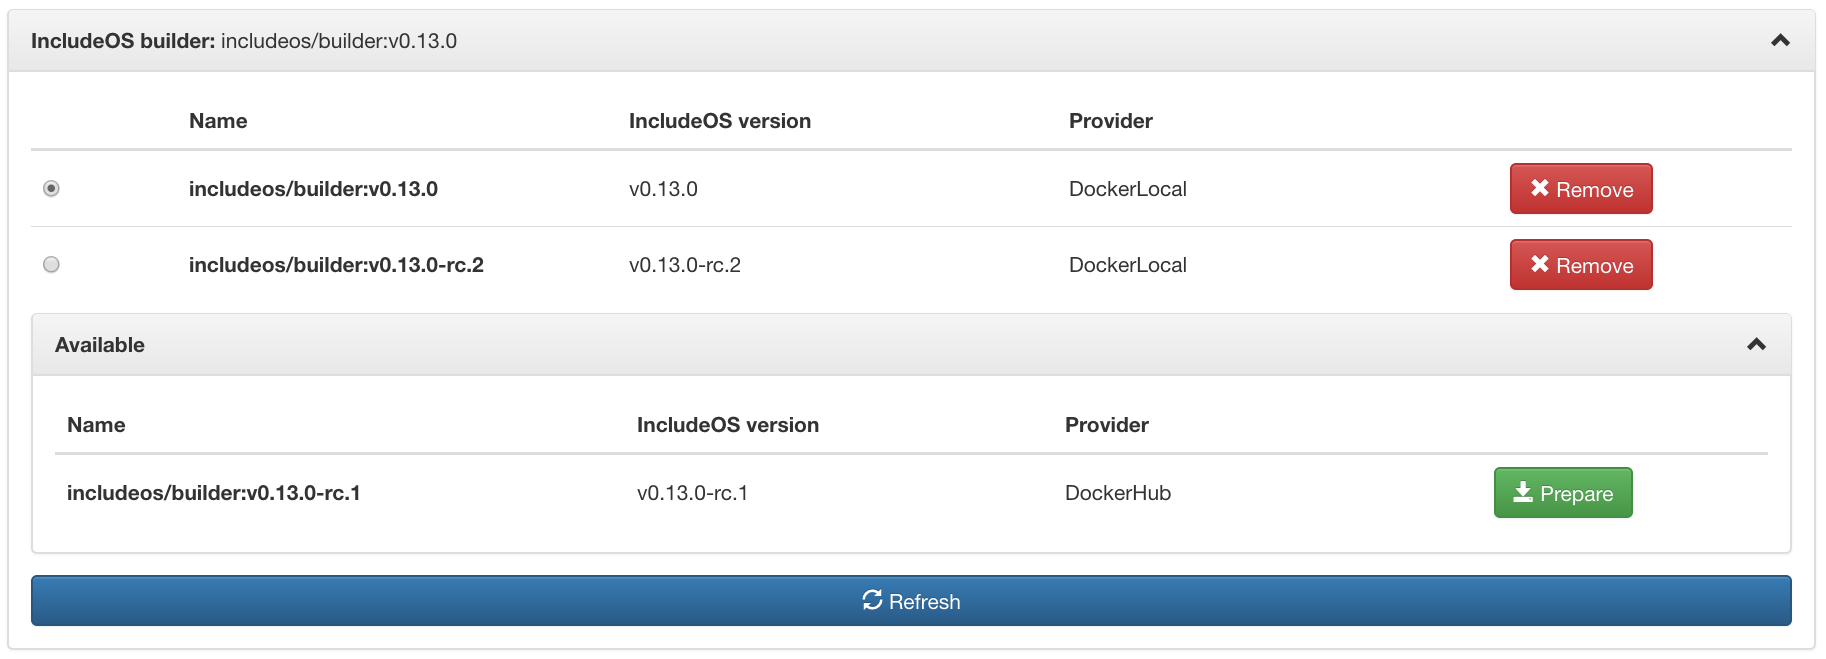 IncludeOS builder: includeos/builder:v0.13.0
Name IncludeOS version Provider
includeos/builder:v0.13.0 v0.13.0 DockerLocal Remove
includeos/builder:v0.13.0-rc.2 v0.13.0-rc.2 DockerLocal Remove
Available
Name IncludeOS version Provider
includeos/builder:v0.13.0-rc.1 v0.13.0-rc.1 DockerHub Prepare
Refresh